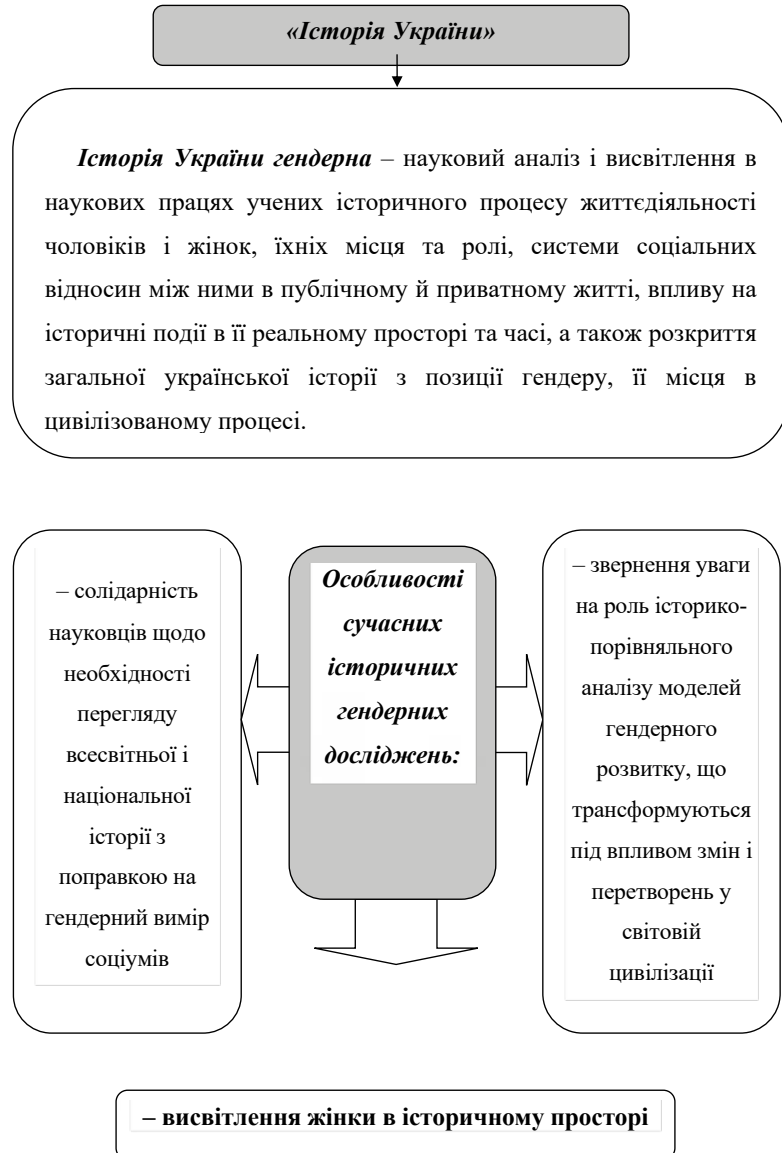 «Історія України»
Історія України гендерна – науковий аналіз і висвітлення в
наукових працях учених історичного процесу життєдіяльності
чоловіків і жінок, їхніх місця та ролі, системи соціальних
відносин між ними в публічному й приватному житті, впливу на
історичні події в її реальному просторі та часі, а також розкриття
загальної української історії з позиції гендеру, її місця в
цивілізованому процесі.
– солідарність
науковців щодо
необхідності
перегляду
всесвітньої і
національної
історії з
поправкою на
гендерний вимір
соціумів
Особливості
сучасних
історичних
гендерних
досліджень:
– звернення уваги
на роль історико-
порівняльного
аналізу моделей
гендерного
розвитку, що
трансформуються
під впливом змін і
перетворень у
світовій
цивілізації
– висвітлення жінки в історичному просторі